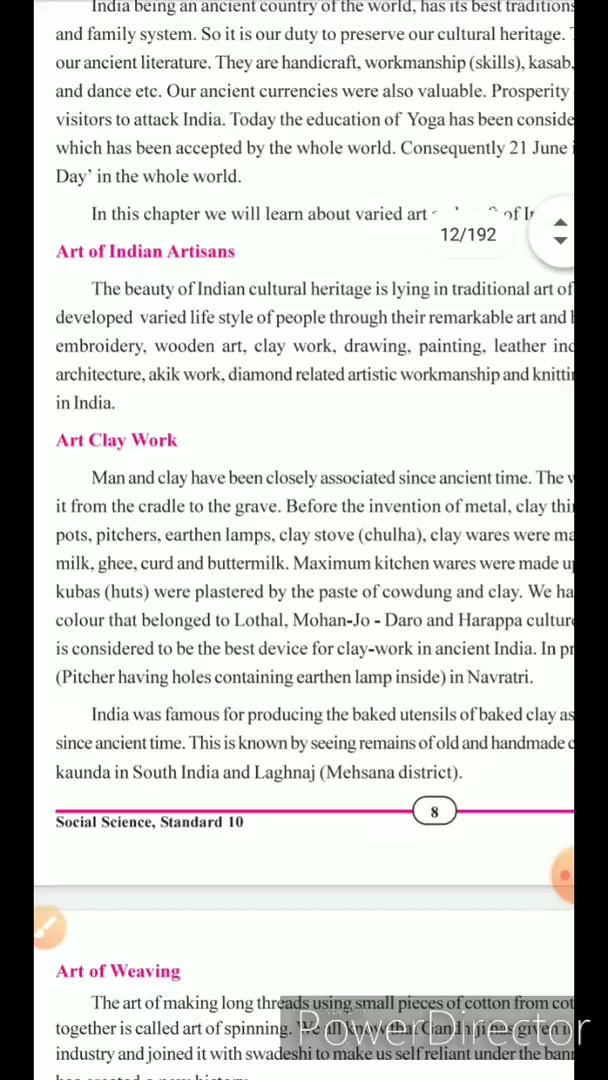 India being an ancient country of the world, has its best traditions
and family system. So it is our duty to preserve our cultural heritage.
our ancient literature. They are handicraft, workmanship (skills), kasab,
and dance etc. Our ancient currencies were also valuable. Prosperity
visitors to attack India. Today the education of Yoga has been conside
which has been accepted by the whole world. Consequently 21 June
Day' in the whole world.
In this chapter we will learn about varied art of
12/192
Art of Indian Artisans
The beauty of Indian cultural heritage is lying in traditional art of
developed varied life style of people through their remarkable art and
embroidery, wooden art, clay work, drawing, painting, leather ind
architecture, akik work, diamond related artistic workmanship and knittin
in India.
Art Clay Work
Man and clay have been closely associated since ancient time. The
it from the cradle to the grave. Before the invention of metal, clay thi
pots, pitchers, earthen lamps, clay stove (chulha), clay wares were ma
milk, ghee, curd and buttermilk. Maximum kitchen wares were made u
kubas (huts) were plastered by the paste of cowdung and clay. We ha
colour that belonged to Lothal, Mohan-Jo - Daro and Harappa culture
is considered to be the best device for clay-work in ancient India. In pr
(Pitcher having holes containing earthen lamp inside) in Navratri.
India was famous for producing the baked utensils of baked clay as
since ancient time. This is known by seeing remains of old and handmade c
kaunda in South India and Laghnaj (Mehsana district).
8
Social Science, Standard 10
Art of Weaving
The art of making long threads using small pieces of cotton from cot
together is called art of spinning. We all know that Gandhiji has given
industry and joined it with swadeshi to make us self reliant under the bann
PowerDirector